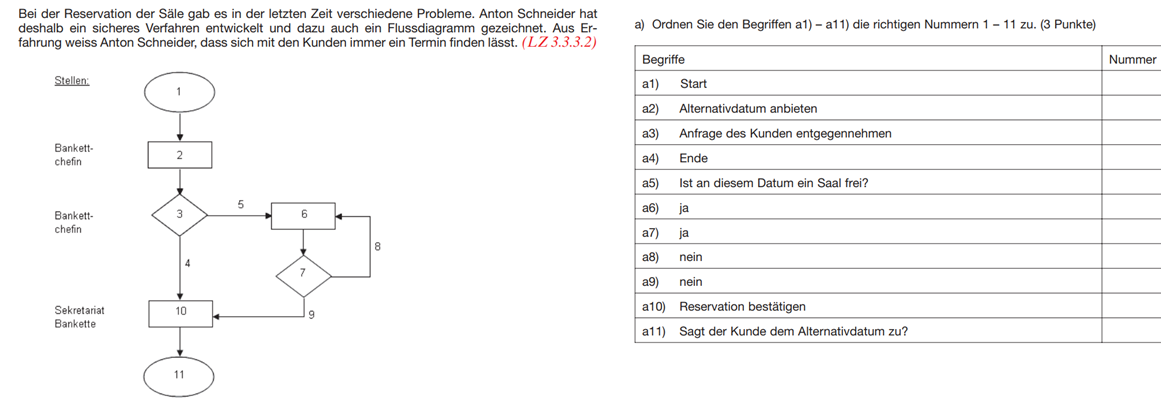 Bei der Reservation der Säle gab es in der letzten Zeit verschiedene Probleme. Anton Schneider hat
deshalb ein sicheres Verfahren entwickelt und dazu auch ein Flussdiagramm gezeichnet. Aus Er-
fahrung weiss Anton Schneider, dass sich mit den Kunden immer ein Termin finden lässt. (LZ 3.3.3.2)
Stellen:
1
Bankett-
chefin
2
Bankett-
chefin
3
5
6
8
4
7
Sekretariat
Bankette
10
9
11
a) Ordnen Sie den Begriffen a1) – a11) die richtigen Nummern 1 – 11 zu. (3 Punkte)
Begriffe Nummer
a1) Start
a2) Alternativdatum anbieten
a3) Anfrage des Kunden entgegennehmen
a4) Ende
a5) Ist an diesem Datum ein Saal frei?
a6) ja
a7) ja
a8) nein
a9) nein
a10) Reservation bestätigen
a11) Sagt der Kunde dem Alternativdatum zu?